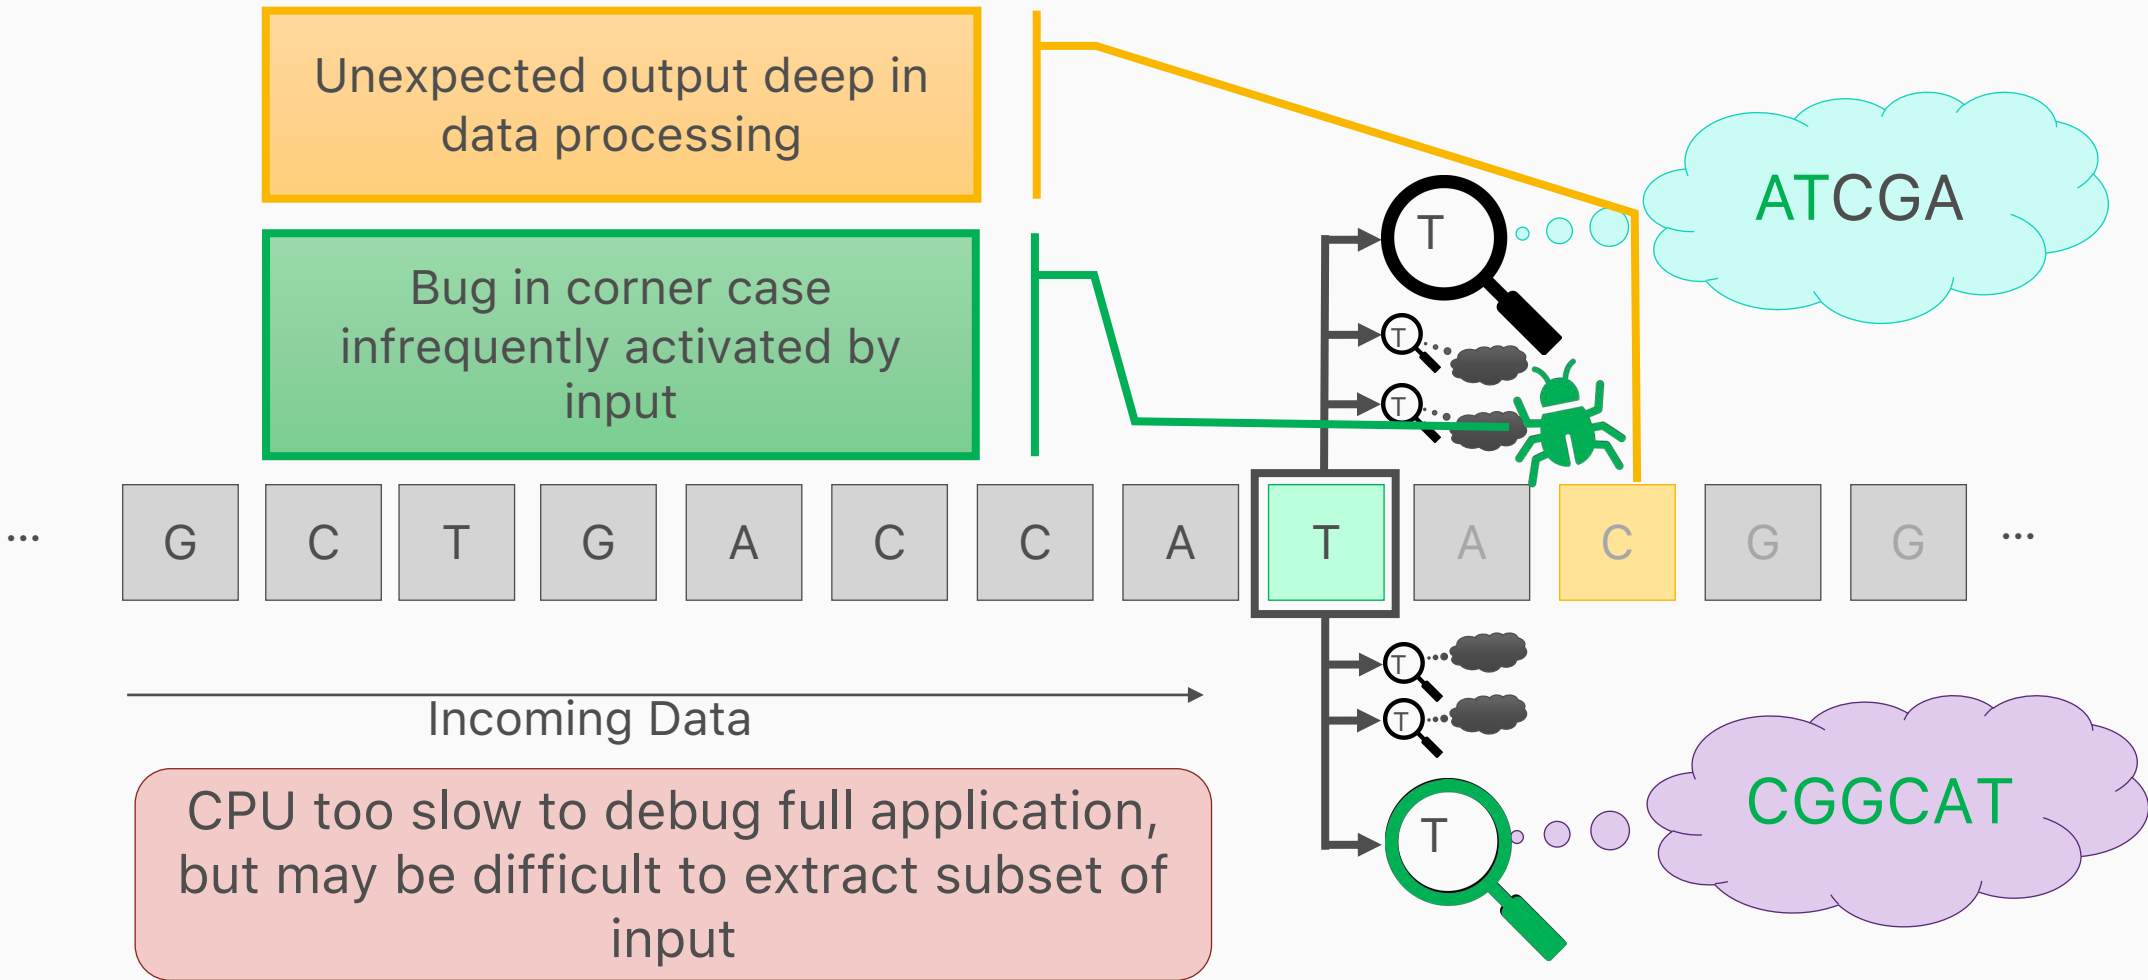 Unexpected output deep in
data processing
Bug in corner case
infrequently activated by
input
ATCGA
T
T
T
... G C T G A C C A T A C G G ...
T
T
T
Incoming Data
CGGCAT
CPU too slow to debug full application,
but may be difficult to extract subset of
input